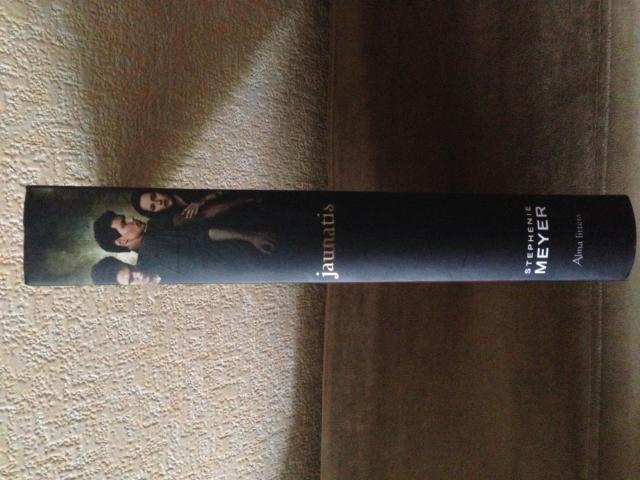 jaunatis
STEPHENIE
MEYER
Alma littera